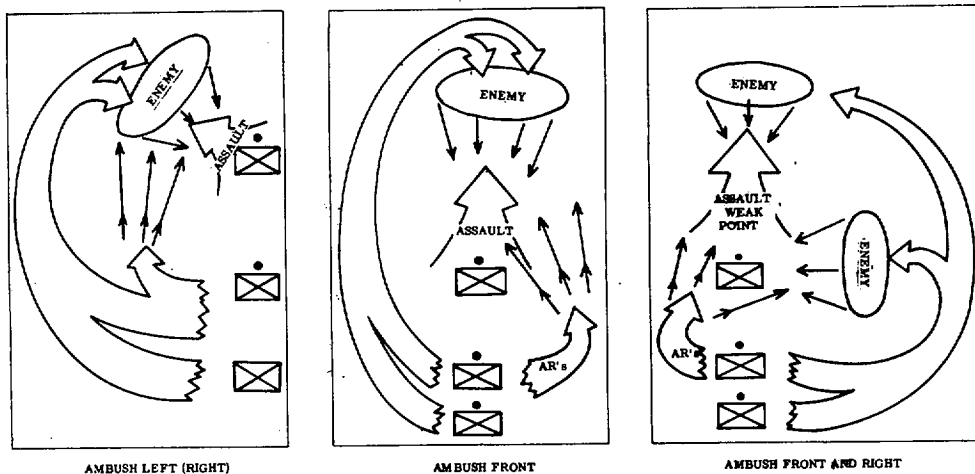 ENEMY
ASSAULT
AMBUSH LEFT (RIGHT)
ENEMY
ASSAULT
AR's
AMBUSH FRONT
ENEMY
ASSAULT
WEAK
POINT
ENEMY
AR's
AMBUSH FRONT AND RIGHT